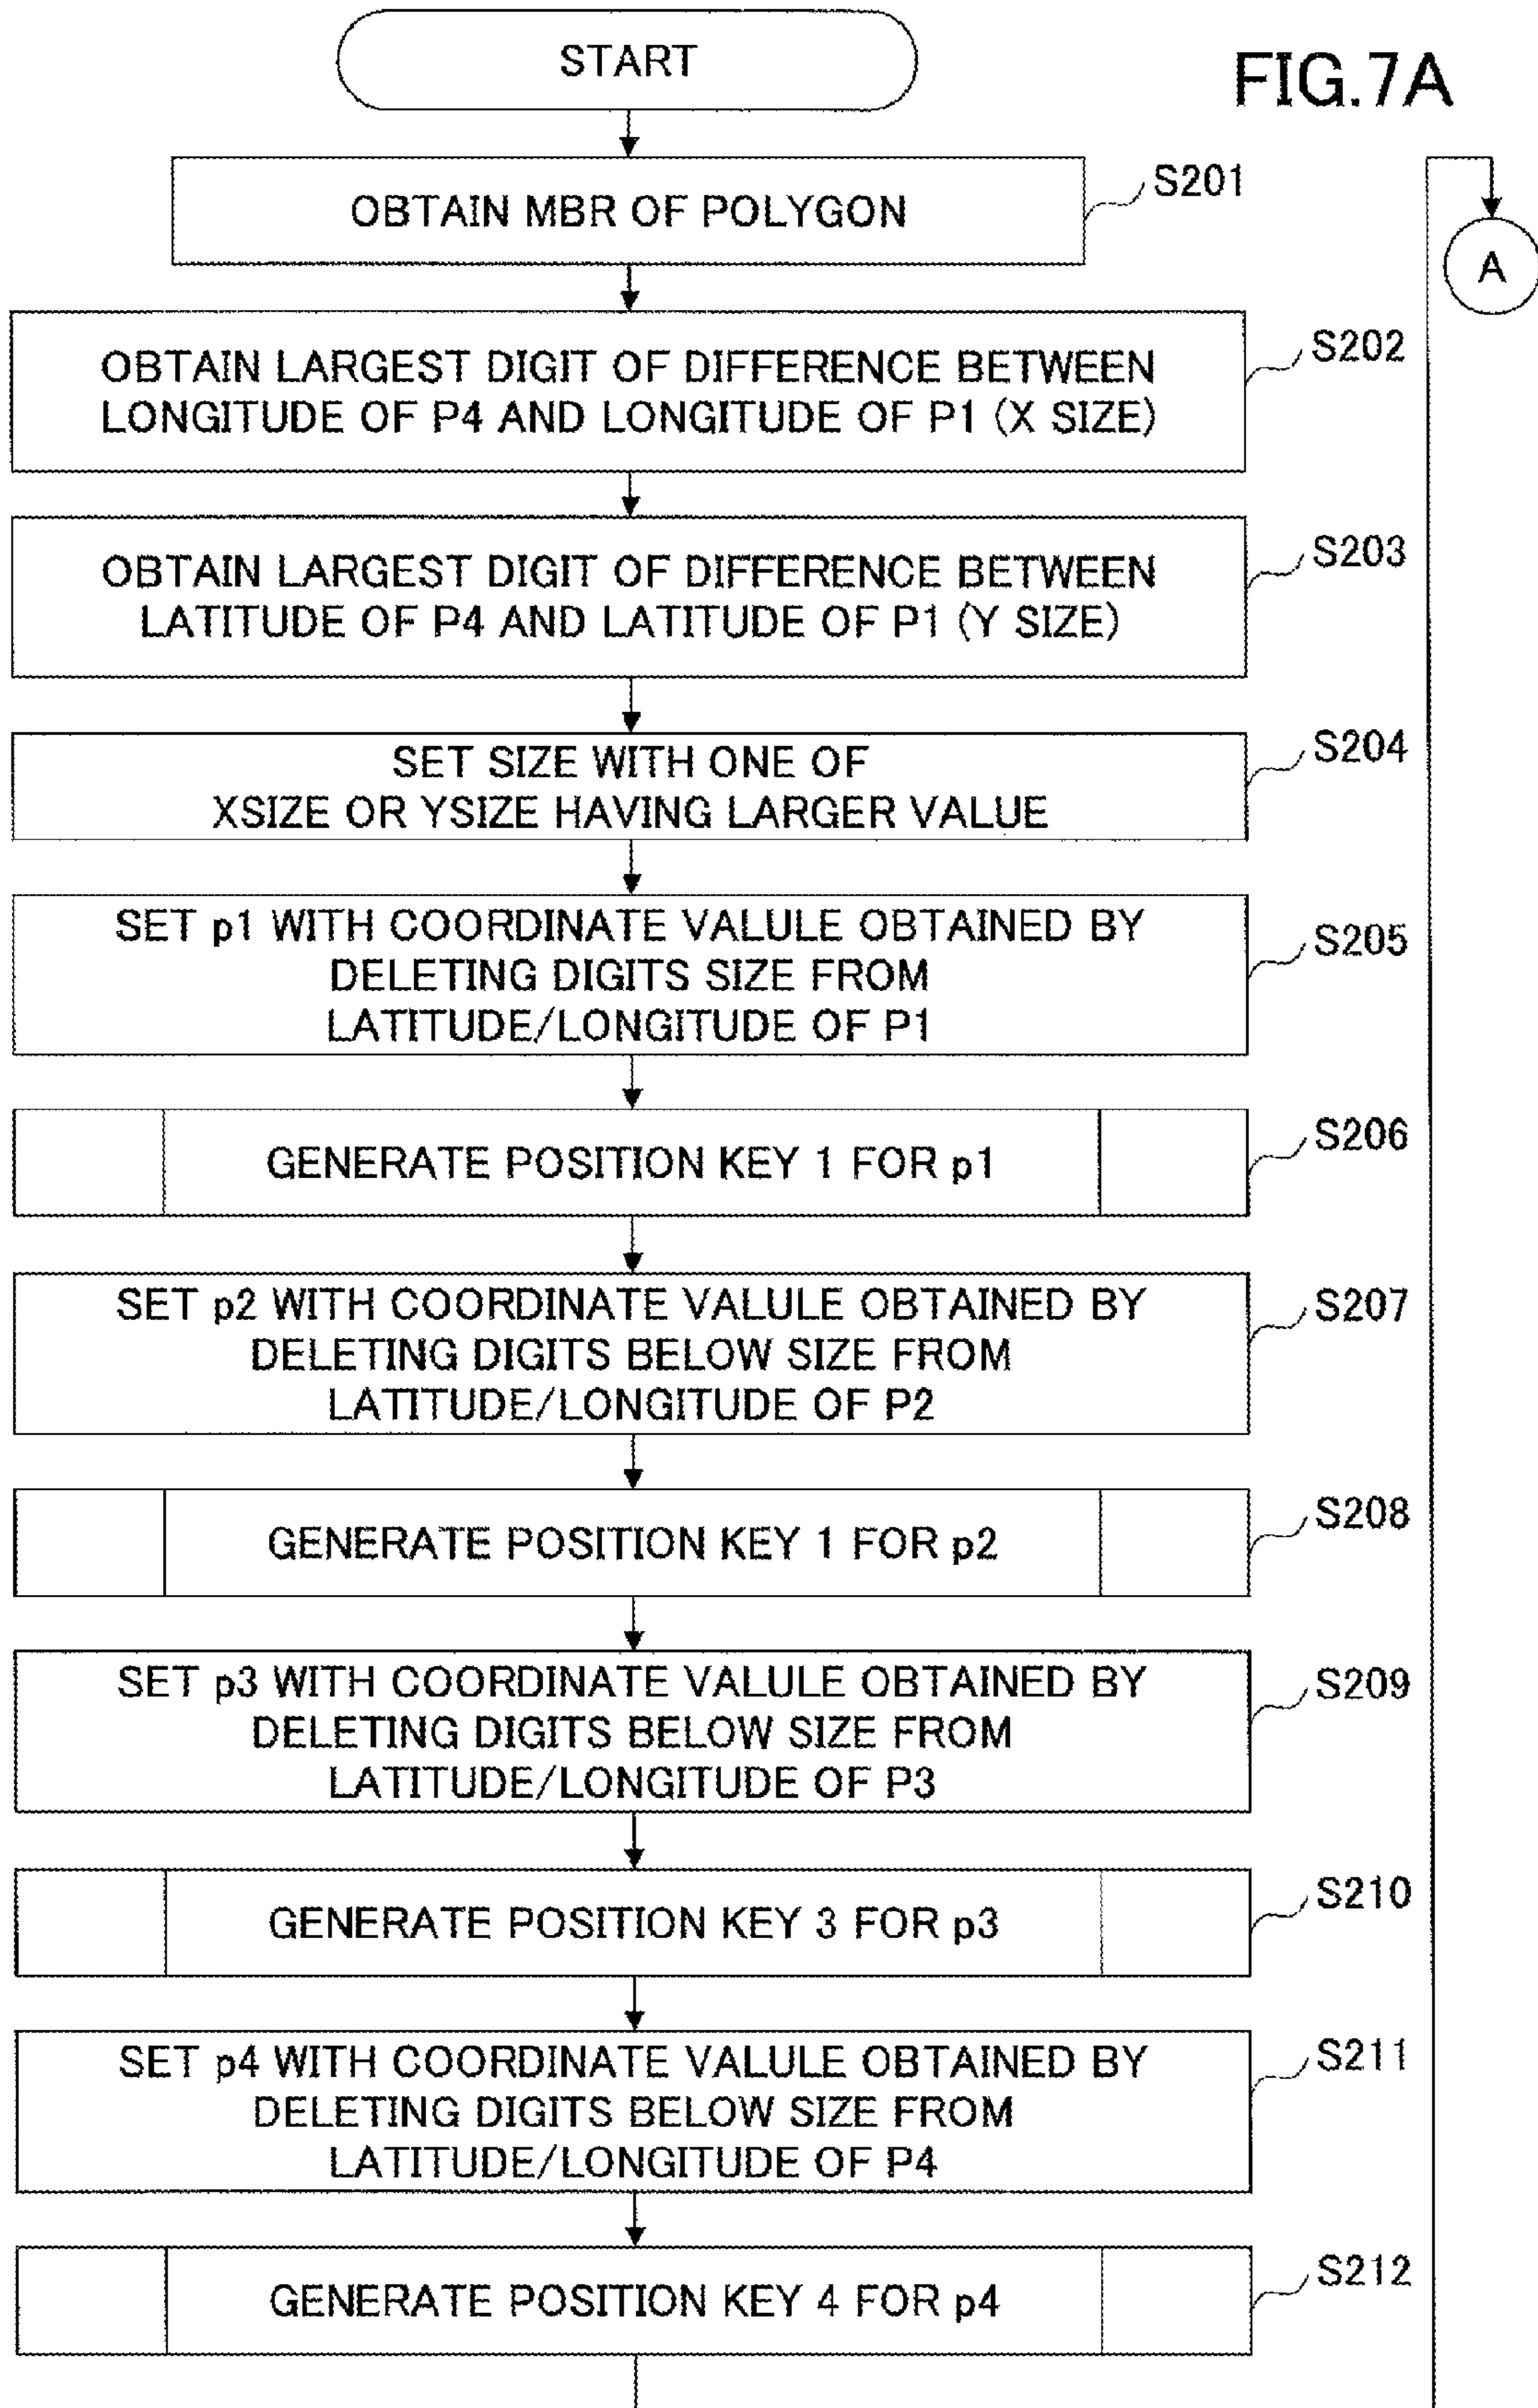 FIG.7A
START
OBTAIN MBR OF POLYGON
S201
A
OBTAIN LARGEST DIGIT OF DIFFERENCE BETWEEN
LONGITUDE OF P4 AND LONGITUDE OF P1 (X SIZE)
S202
OBTAIN LARGEST DIGIT OF DIFFERENCE BETWEEN
LATITUDE OF P4 AND LATITUDE OF P1 (Y SIZE)
S203
SET SIZE WITH ONE OF
XSIZE OR YSIZE HAVING LARGER VALUE
S204
SET p1 WITH COORDINATE VALULE OBTAINED BY
DELETING DIGITS SIZE FROM
LATITUDE/LONGITUDE OF P1
S205
GENERATE POSITION KEY 1 FOR p1
S206
SET p2 WITH COORDINATE VALULE OBTAINED BY
DELETING DIGITS BELOW SIZE FROM
LATITUDE/LONGITUDE OF P2
S207
GENERATE POSITION KEY 1 FOR p2
S208
SET p3 WITH COORDINATE VALULE OBTAINED BY
DELETING DIGITS BELOW SIZE FROM
LATITUDE/LONGITUDE OF P3
S209
GENERATE POSITION KEY 3 FOR p3
S210
SET p4 WITH COORDINATE VALULE OBTAINED BY
DELETING DIGITS BELOW SIZE FROM
LATITUDE/LONGITUDE OF P4
S211
GENERATE POSITION KEY 4 FOR p4
S212